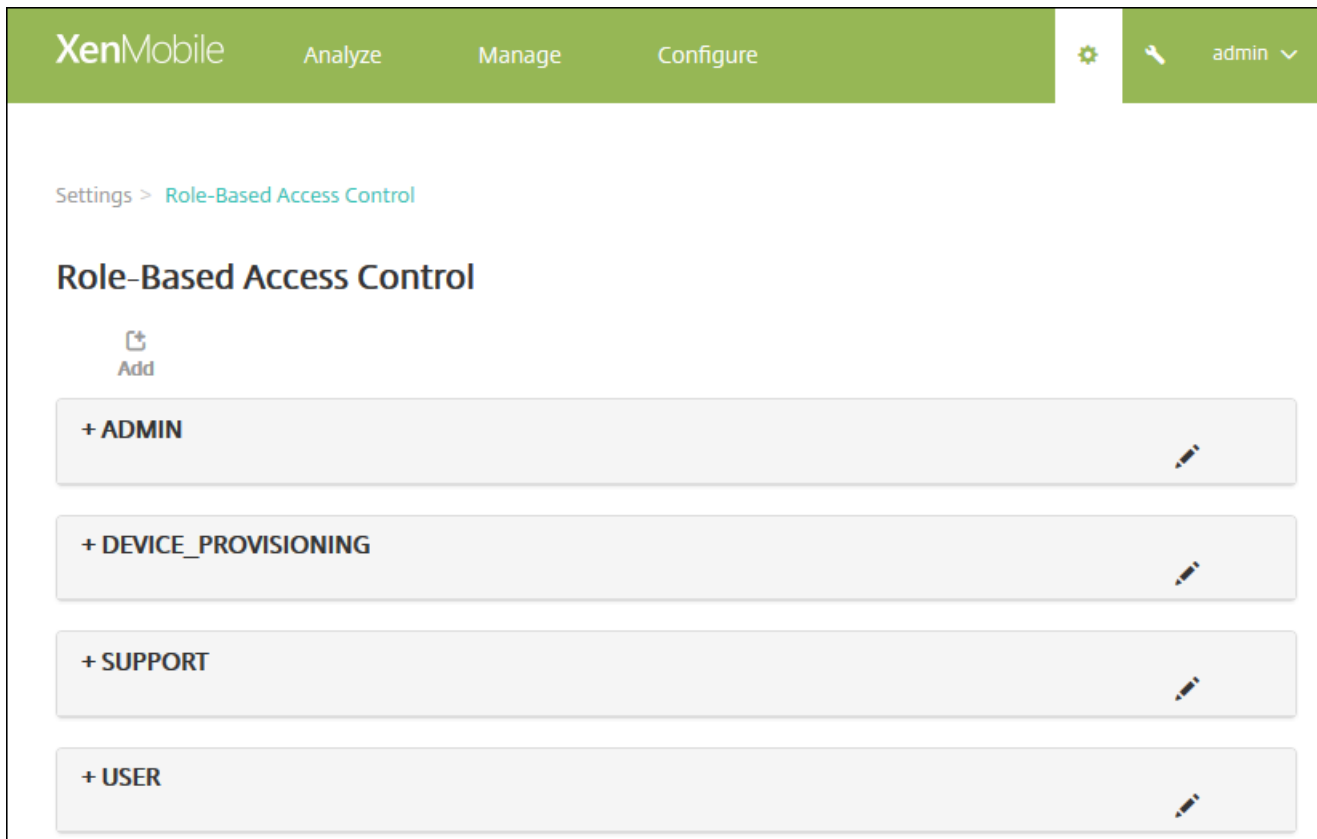 XenMobile Analyze Manage Configure admin
Settings > Role-Based Access Control
Role-Based Access Control
Add
+ ADMIN
+ DEVICE_PROVISIONING
+ SUPPORT
+ USER